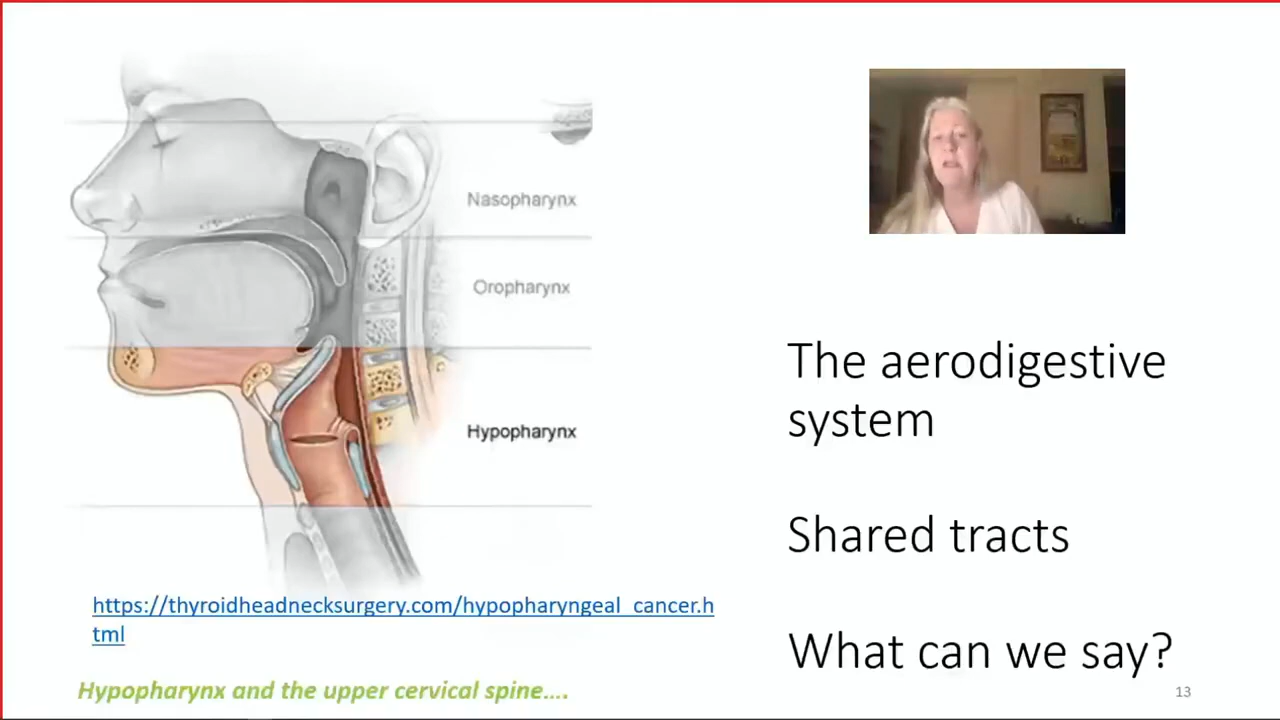 Nasopharynx
Oropharynx
Hypopharynx
https://thyroidheadnecksurgery.com/hypopharyngeal_cancer.h
tml
Hypopharynx and the upper cervical spine....
The aerodigestive
system
Shared tracts
What can we say?
13